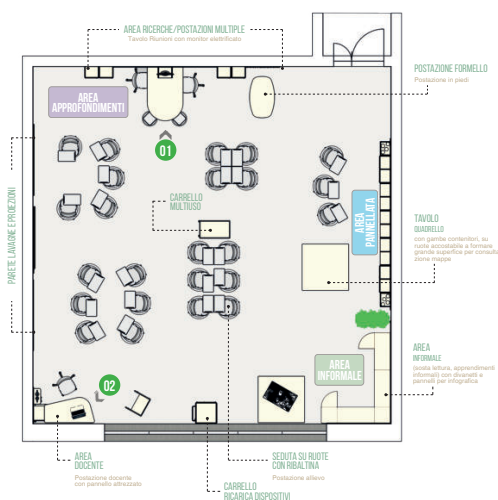 AREA RICERCHE/POSTAZIONI MULTIPLE
Tavolo Riunioni con monitor elettrificato
POSTAZIONE FORMELLO
Postazione in piedi
AREA
APPROFONDIMENTI
01
CARRELLO
MULTIUSO
PARETE LAVAGNE E PROIEZIONI
AREA
PANNELLATA
TAVOLO
QUADRELLO
con gambe contenitori, su
ruote accostabile a formare
grande superfice per consulta
zione mappe
AREA
INFORMALE
AREA
INFORMALE
(scelta lettura, apprendimenti
informali) con divanetti e
pannelli per infografica
02
AREA
DOCENTE
Postazione docente
con pannello attrezzato
CARRELLO
RICARICA DISPOSITIVI
SEDUTA SU RUOTE
CON RIBALTINA
Postazione allievo